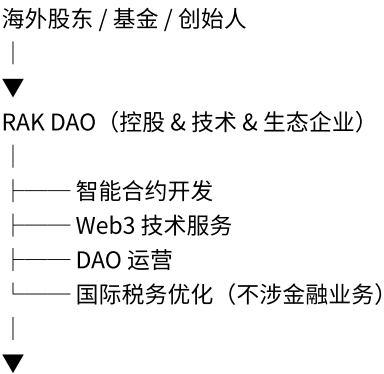 海外股东 / 基金 / 创始人
│
▼
RAK DAO（控股 & 技术 & 生态企业）
│
├── 智能合约开发
├── Web3 技术服务
├── DAO 运营
└── 国际税务优化（不涉金融业务）
│
▼